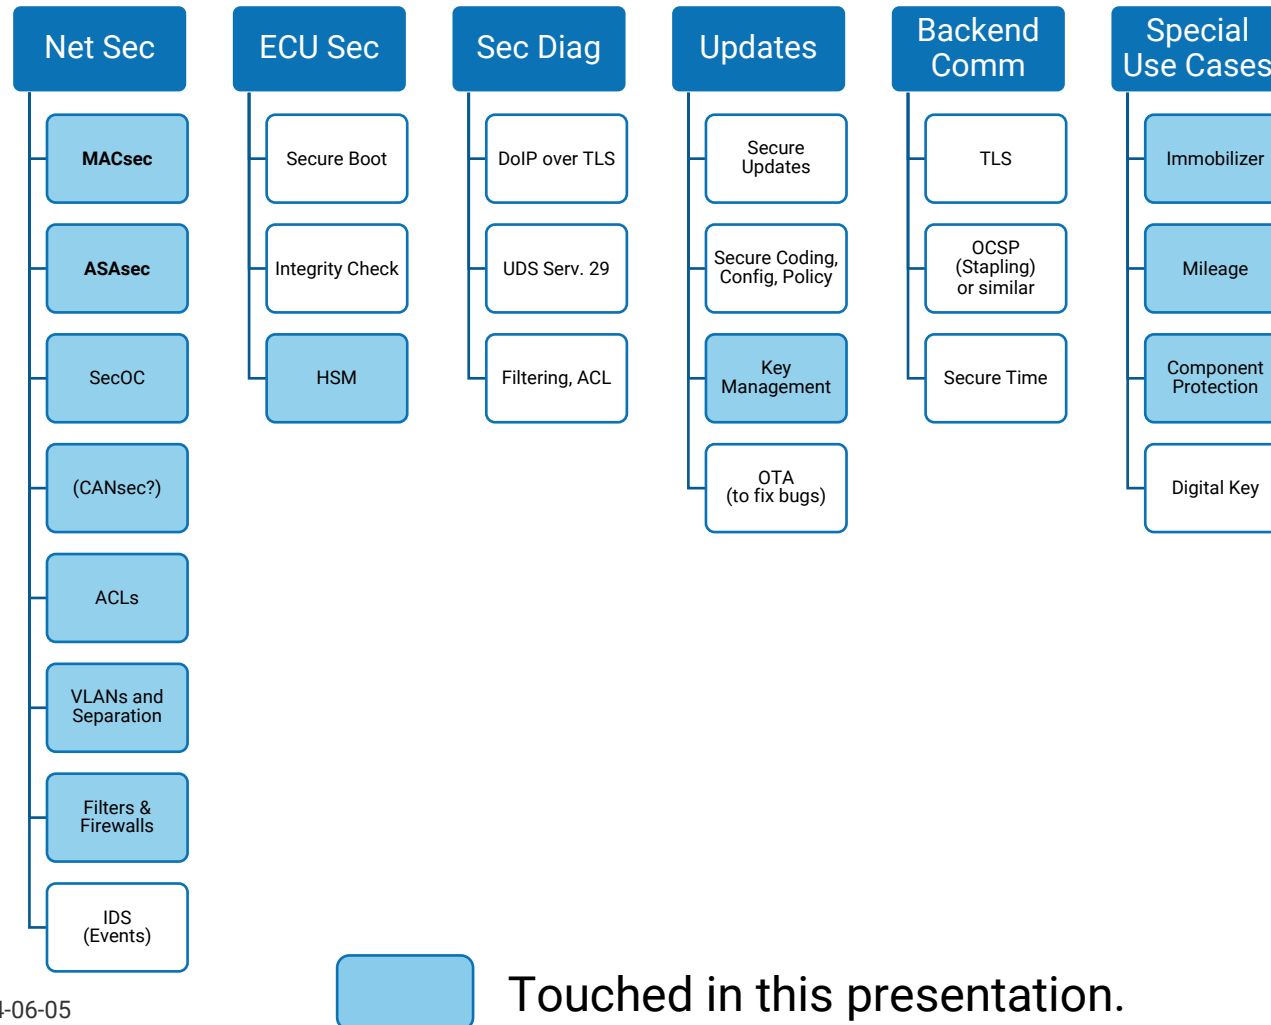 Net Sec
MACsec
ASAsec
SecOC
(CANsec?)
ACLs
VLANs and
Separation
Filters &
Firewalls
IDS
(Events)
ECU Sec
Secure Boot
Integrity Check
HSM
Sec Diag
DoIP over TLS
UDS Serv. 29
Filtering, ACL
Updates
Secure
Updates
Secure Coding,
Config, Policy
Key
Management
OTA
(to fix bugs)
Backend
Comm
TLS
OCSP
(Stapling)
or similar
Secure Time
Special
Use Cases
Immobilizer
Mileage
Component
Protection
Digital Key
Touched in this presentation.
4-06-05